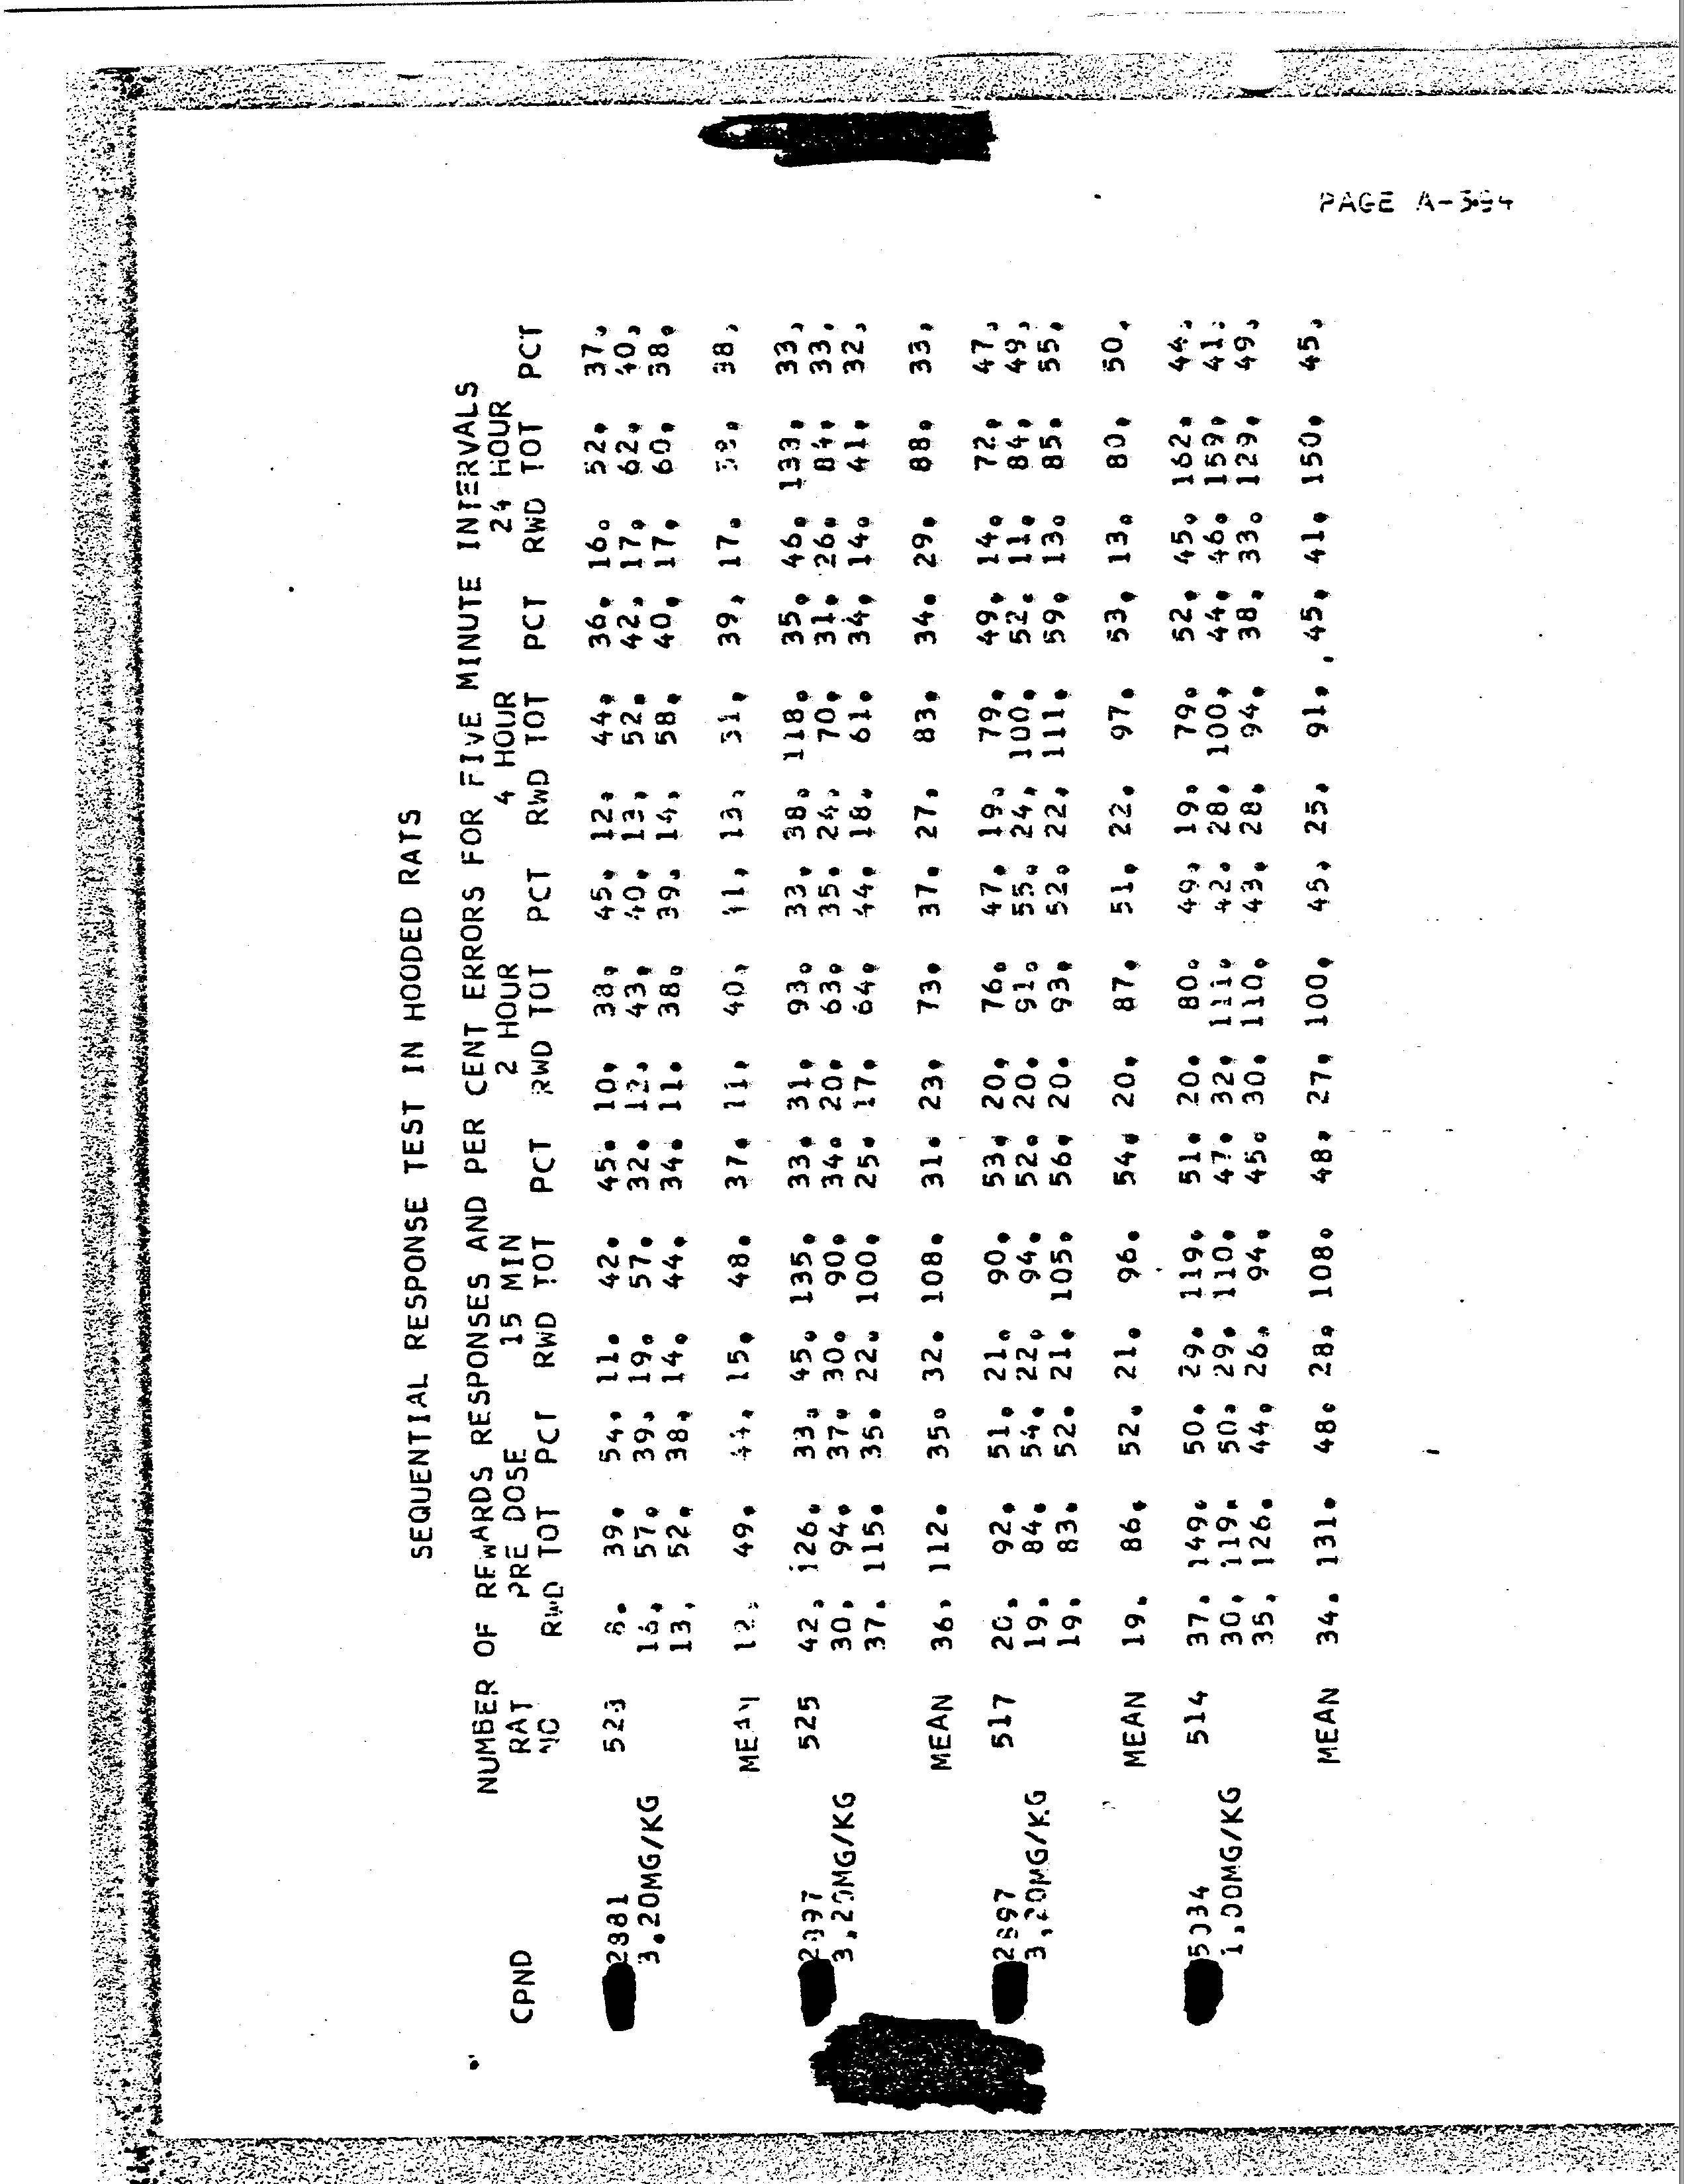 PAGE A-394
SEQUENTIAL RESPONSE TEST IN HOODED RATS
NUMBER OF REWARDS RESPONSES AND PER CENT ERRORS FOR FIVE MINUTE INTERVALS
RAT PRE DOSE 15 MIN 2 HOUR 4 HOUR 24 HOUR
CPND NO RWD TOT PCT RWD TOT PCT RWD TOT PCT RWD TOT PCT RWD TOT PCT
2881 523 8. 39. 54. 11. 42. 45. 10. 38. 45. 12. 44. 36. 16. 52. 37.
3.20MG/KG 16. 57. 39. 19. 57. 32. 12. 43. 40. 13. 52. 42. 17. 62. 40.
13. 52. 38. 14. 44. 34. 11. 38. 39. 14. 58. 40. 17. 60. 38.
MEAN 12. 49. 44. 15. 48. 37. 11. 40. 41. 13. 51. 39. 17. 58. 38.
2897 525 42. 126. 33. 45. 135. 33. 31. 93. 33. 38. 118. 35. 46. 133. 33.
3.20MG/KG 30. 94. 37. 30. 90. 34. 20. 63. 35. 24. 70. 31. 26. 84. 33.
37. 115. 35. 22. 100. 25. 17. 64. 44. 18. 61. 34. 14. 41. 32.
MEAN 36. 112. 35. 32. 108. 31. 23. 73. 37. 27. 83. 34. 29. 88. 33.
2897 517 20. 92. 51. 21. 90. 53. 20. 76. 47. 19. 79. 49. 14. 72. 47.
3.20MG/KG 19. 84. 54. 22. 94. 52. 20. 91. 55. 24. 100. 52. 11. 84. 49.
19. 83. 52. 21. 105. 56. 20. 93. 52. 22. 111. 59. 13. 85. 55.
MEAN 19. 86. 52. 21. 96. 54. 20. 87. 51. 22. 97. 53. 13. 80. 50.
5034 514 37. 149. 50. 29. 119. 51. 20. 80. 49. 19. 79. 52. 45. 162. 44.
1.00MG/KG 30. 119. 50. 29. 110. 47. 32. 111. 42. 28. 100. 44. 46. 159. 41.
35. 126. 44. 26. 94. 45. 30. 110. 43. 28. 94. 38. 33. 129. 49.
MEAN 34. 131. 48. 28. 108. 48. 27. 100. 45. 25. 91. 45. 41. 150. 45.